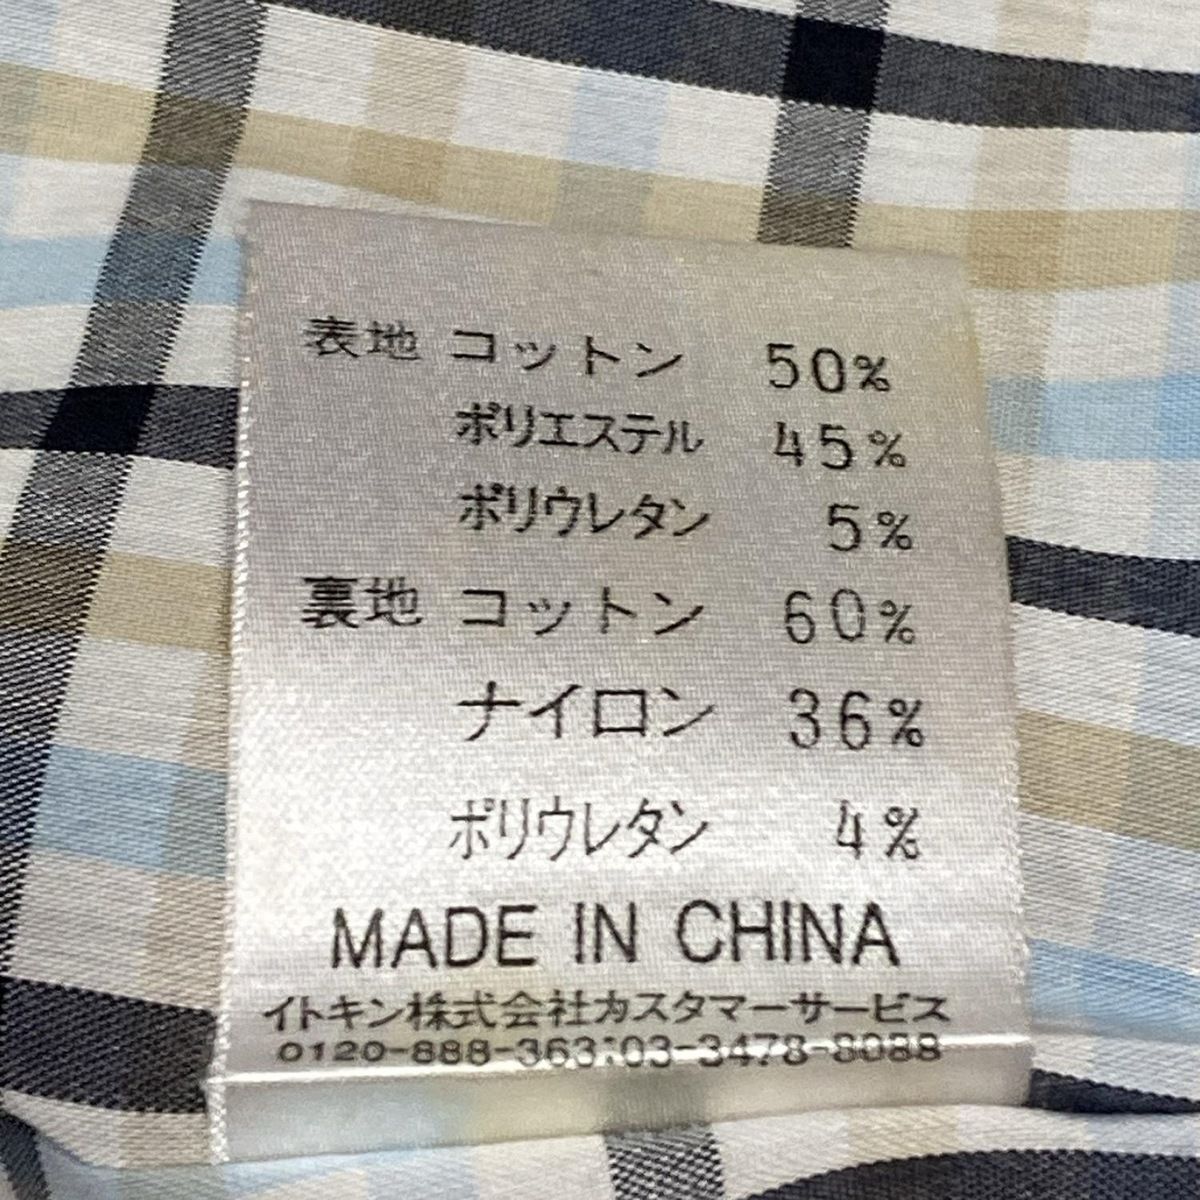 表地 コットン 50%
ポリエステル 45%
ポリウレタン 5%
裏地 コットン 60%
ナイロン 36%
ポリウレタン 4%
MADE IN CHINA
イトキン株式会社カスタマーサービス
0120-888-363:03-3478-8088